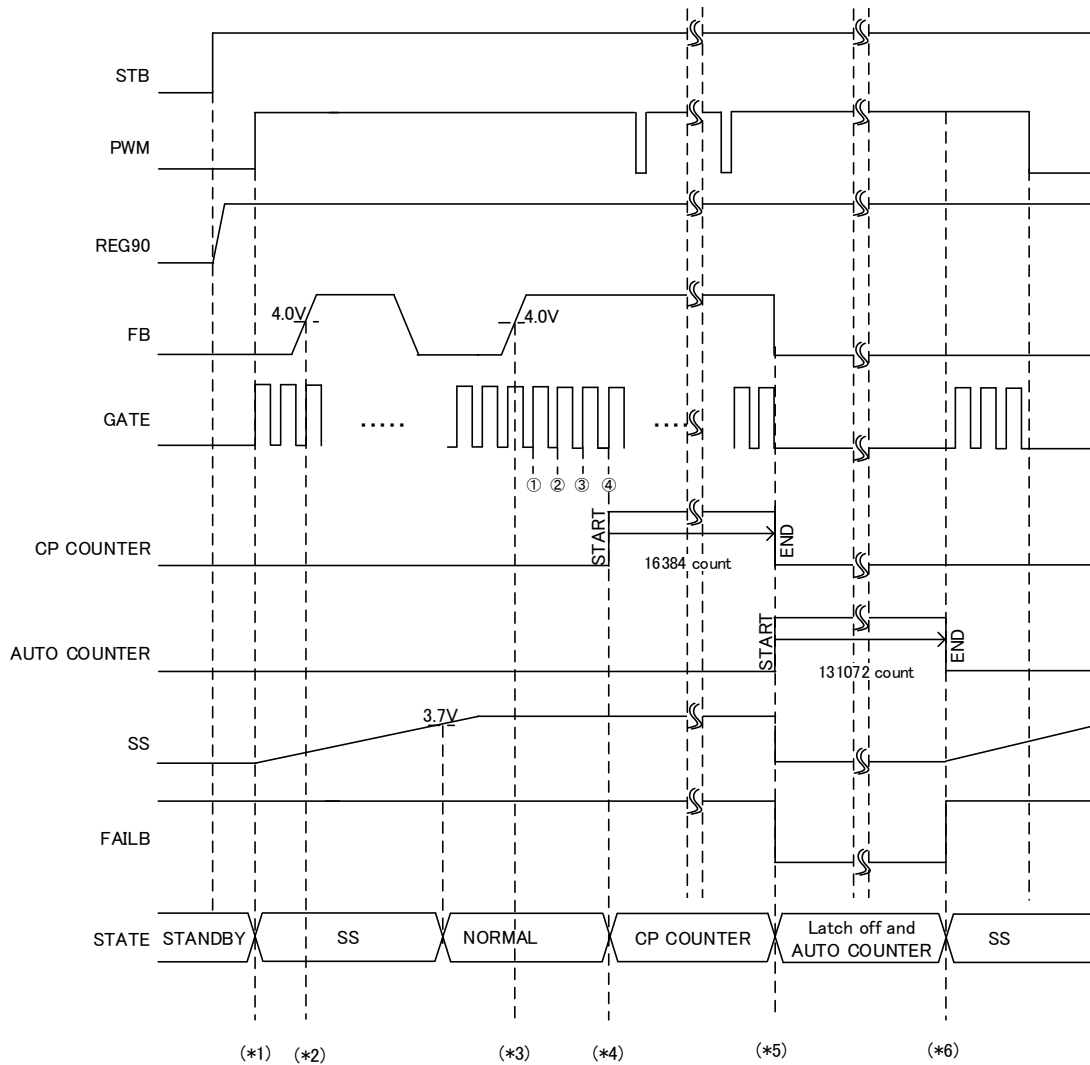 STB
PWM
REG90
4.0V
4.0V
FB
GATE
.....
....
① ② ③ ④
START
END
CP COUNTER
16384 count
START
END
AUTO COUNTER
131072 count
3.7V
SS
FAILB
STATE STANDBY SS NORMAL CP COUNTER Latch off and
AUTO COUNTER SS
(*1) (*2) (*3) (*4) (*5) (*6)